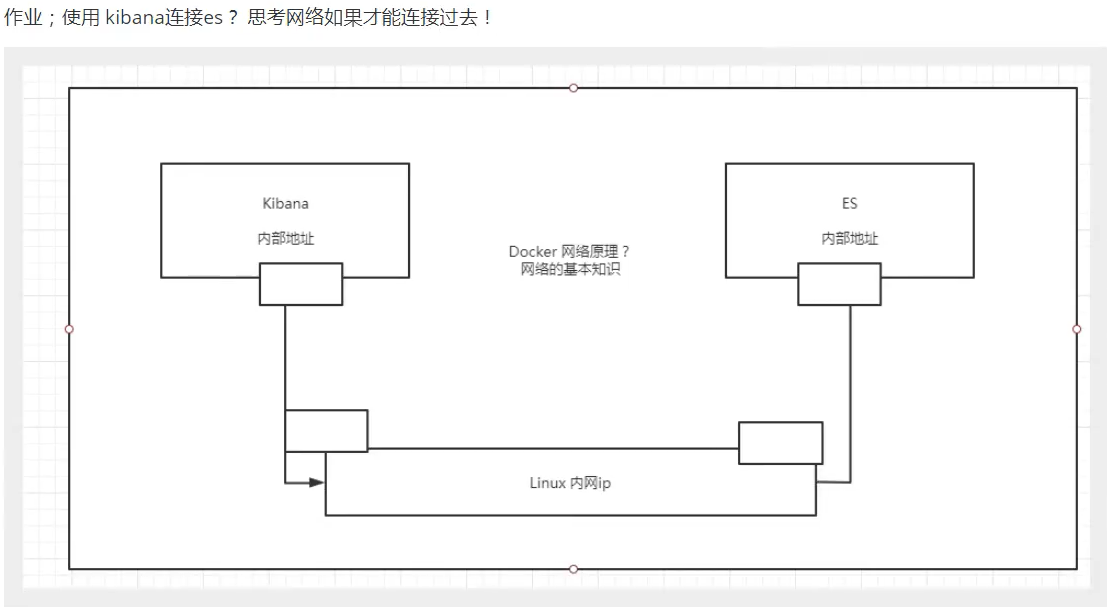 作业；使用 kibana连接es？ 思考网络如果才能连接过去！
Kibana
内部地址
ES
内部地址
Docker 网络原理？
网络的基本知识
Linux 内网ip